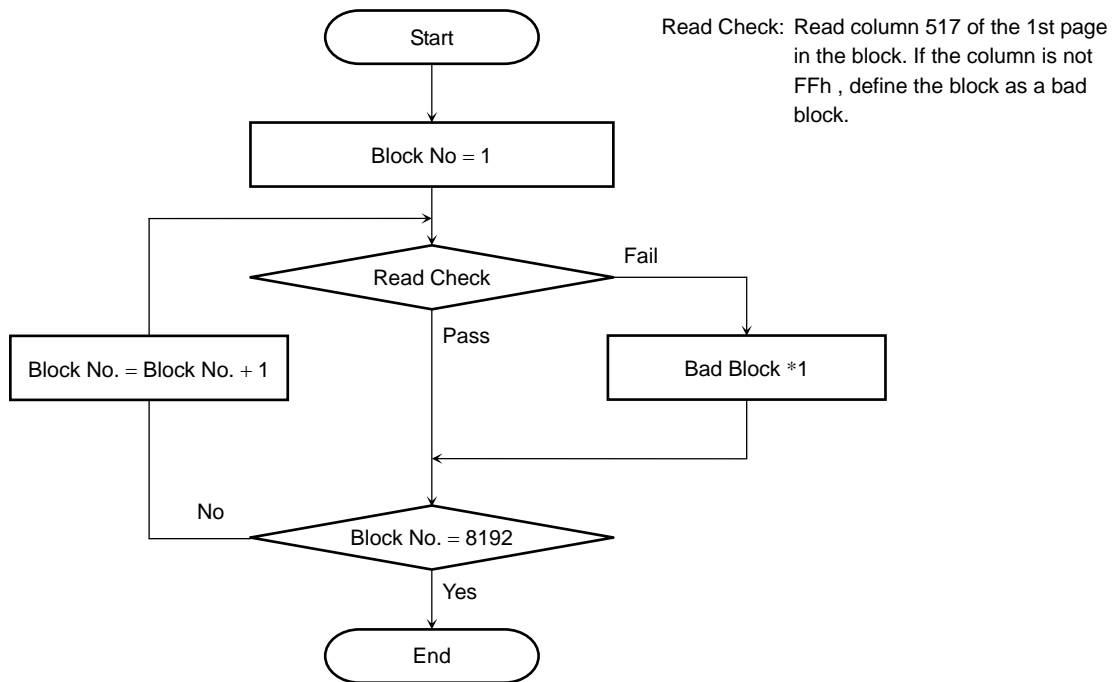 Start
Read Check: Read column 517 of the 1st page
in the block. If the column is not
FFh , define the block as a bad
block.
Block No = 1
Fail
Read Check
Pass
Block No. = Block No. + 1
Bad Block *1
No
Block No. = 8192
Yes
End